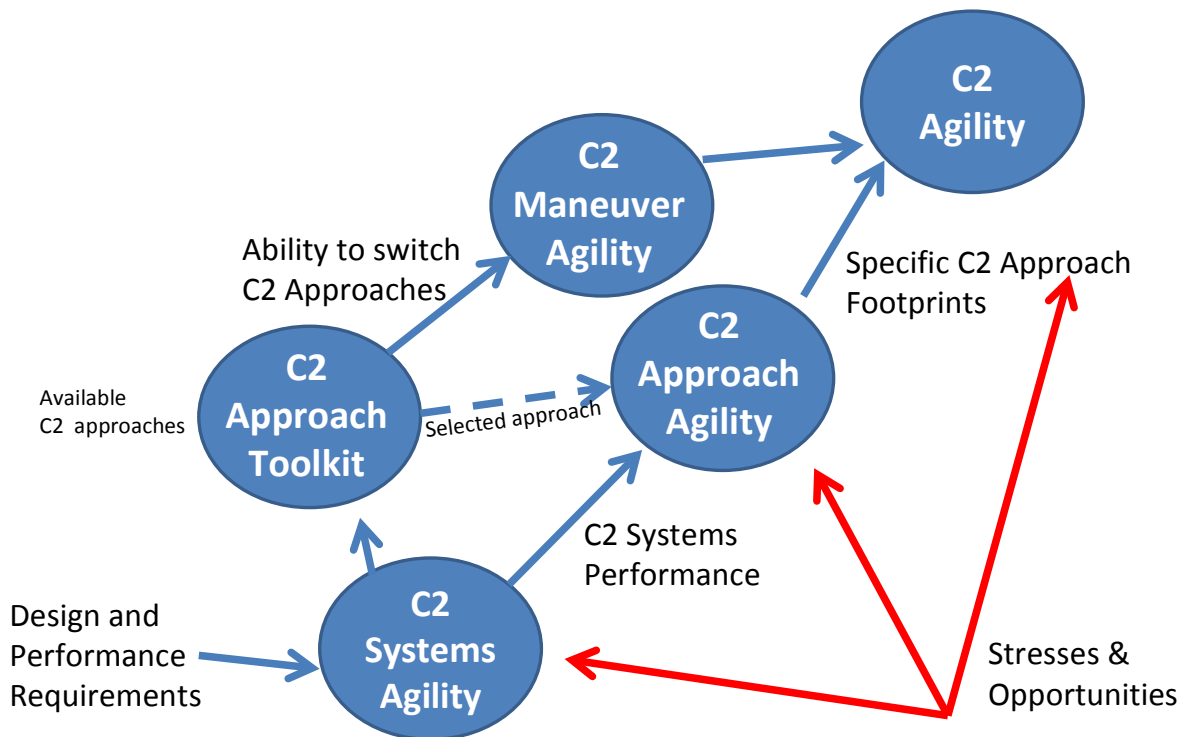 C2
Agility
C2
Maneuver
Agility
Ability to switch
C2 Approaches
Specific C2 Approach
Footprints
C2
Approach
Agility
C2
Approach
Toolkit
Available
C2 approaches
Selected approach
C2 Systems
Performance
C2
Systems
Agility
Design and
Performance
Requirements
Stresses &
Opportunities